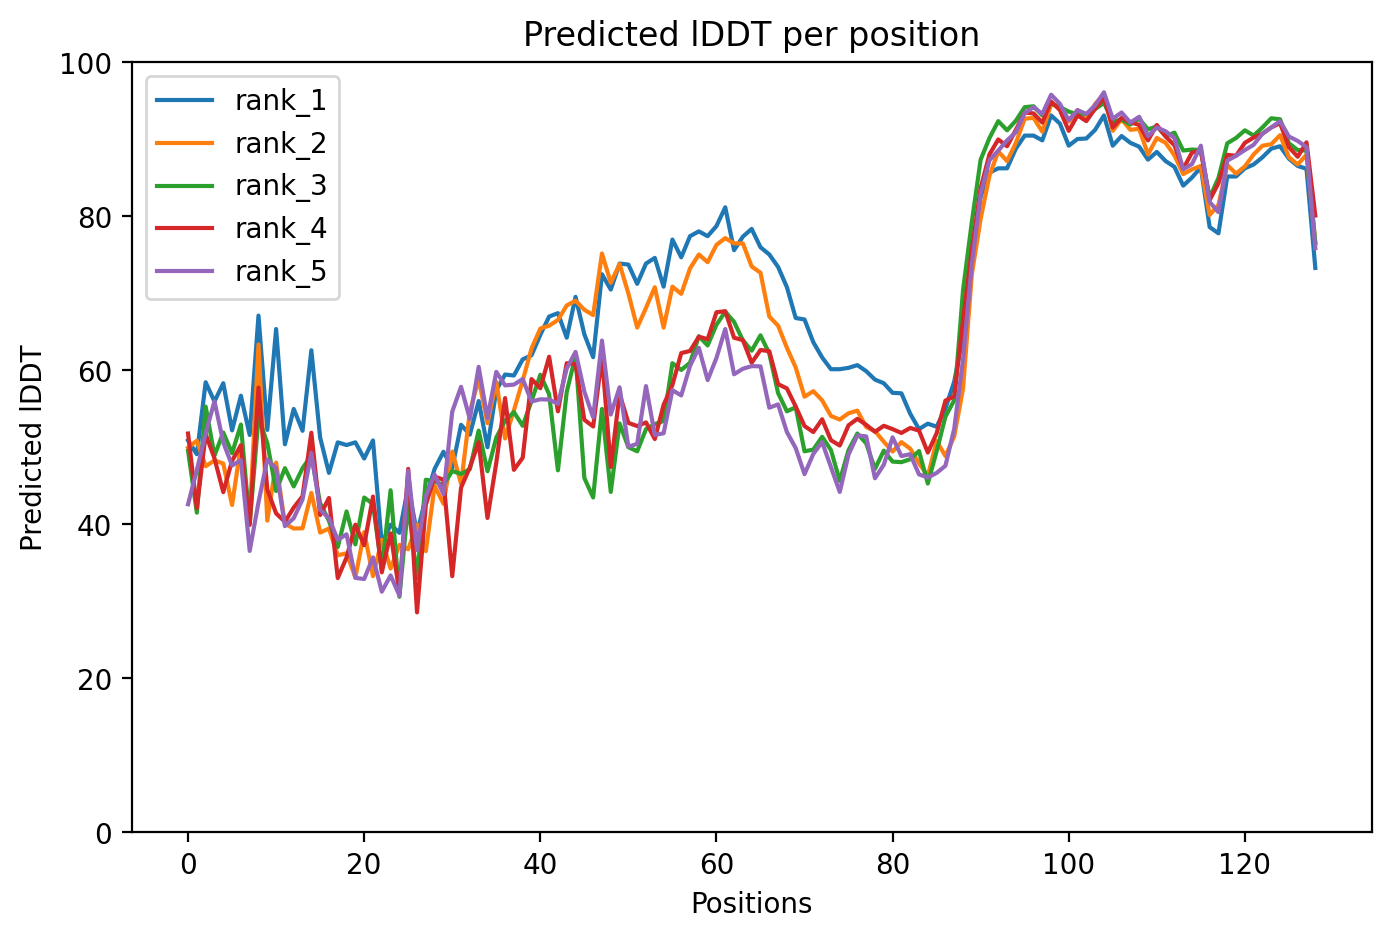 Predicted lDDT per position
100
80
60
40
20
0
Predicted lDDT
rank_1
rank_2
rank_3
rank_4
rank_5
0 20 40 60 80 100 120
Positions